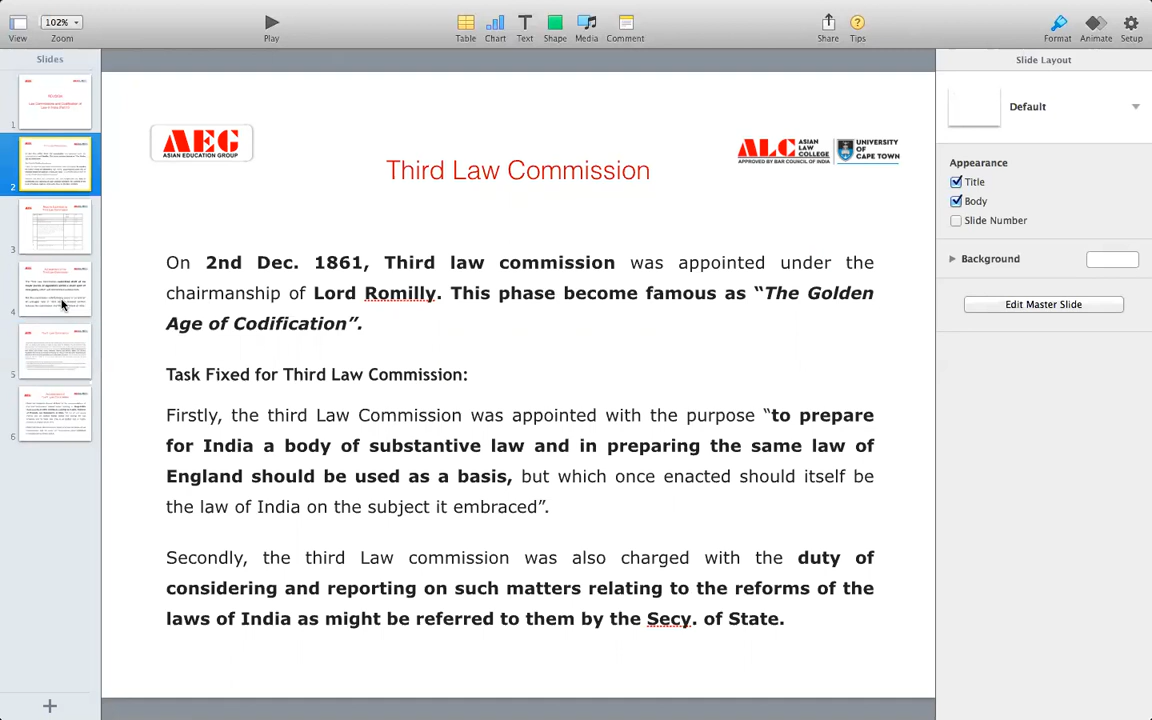 102%
View
Zoom
Play
Table
Chart
Text
Shape
Media
Comment
Share
Tips
Format
Animate
Setup
Slides
1
2
3
4
5
6
AEG
ASIAN EDUCATION GROUP
ALC ASIAN LAW COLLEGE
APPROVED BY BAR COUNCIL OF INDIA
UNIVERSITY OF CAPE TOWN
Third Law Commission
On 2nd Dec. 1861, Third law commission was appointed under the
chairmanship of Lord Romilly. This phase become famous as “The Golden
Age of Codification”.
Task Fixed for Third Law Commission:
Firstly, the third Law Commission was appointed with the purpose “to prepare
for India a body of substantive law and in preparing the same law of
England should be used as a basis, but which once enacted should itself be
the law of India on the subject it embraced”.
Secondly, the third Law commission was also charged with the duty of
considering and reporting on such matters relating to the reforms of the
laws of India as might be referred to them by the Secy. of State.
Slide Layout
Default
Appearance
Title
Body
Slide Number
Background
Edit Master Slide